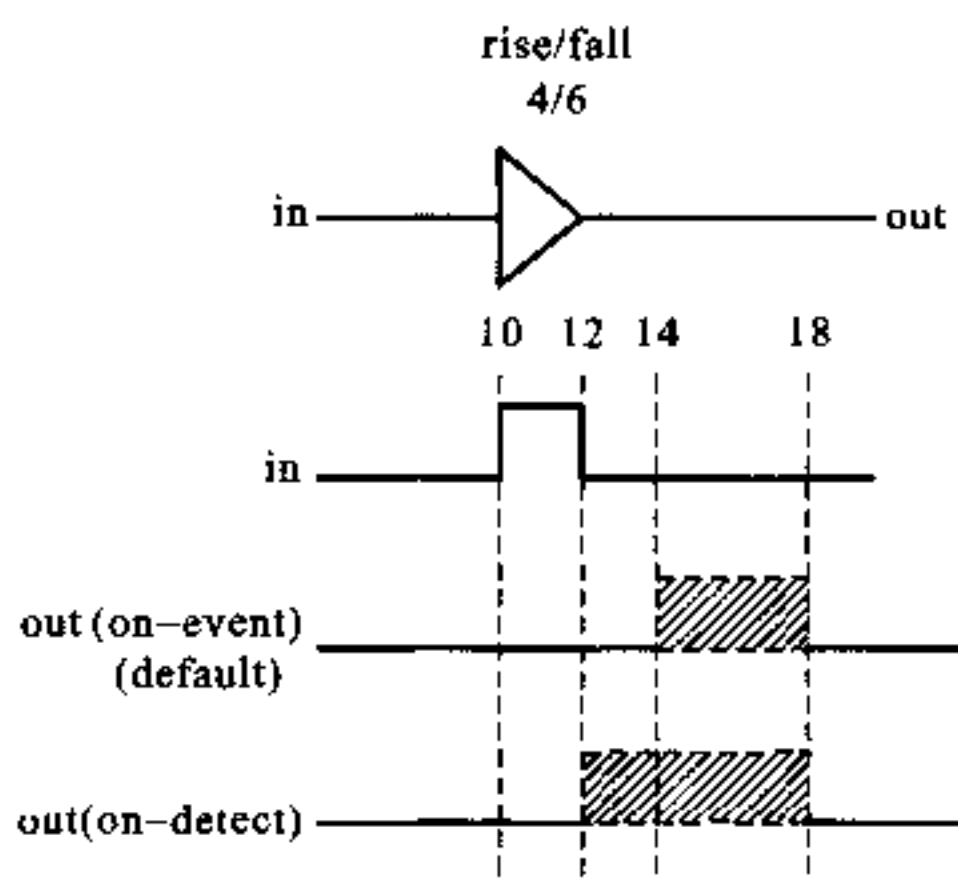 rise/fall
4/6
in
out
10 12 14 18
in
out (on-event)
(default)
out(on-detect)